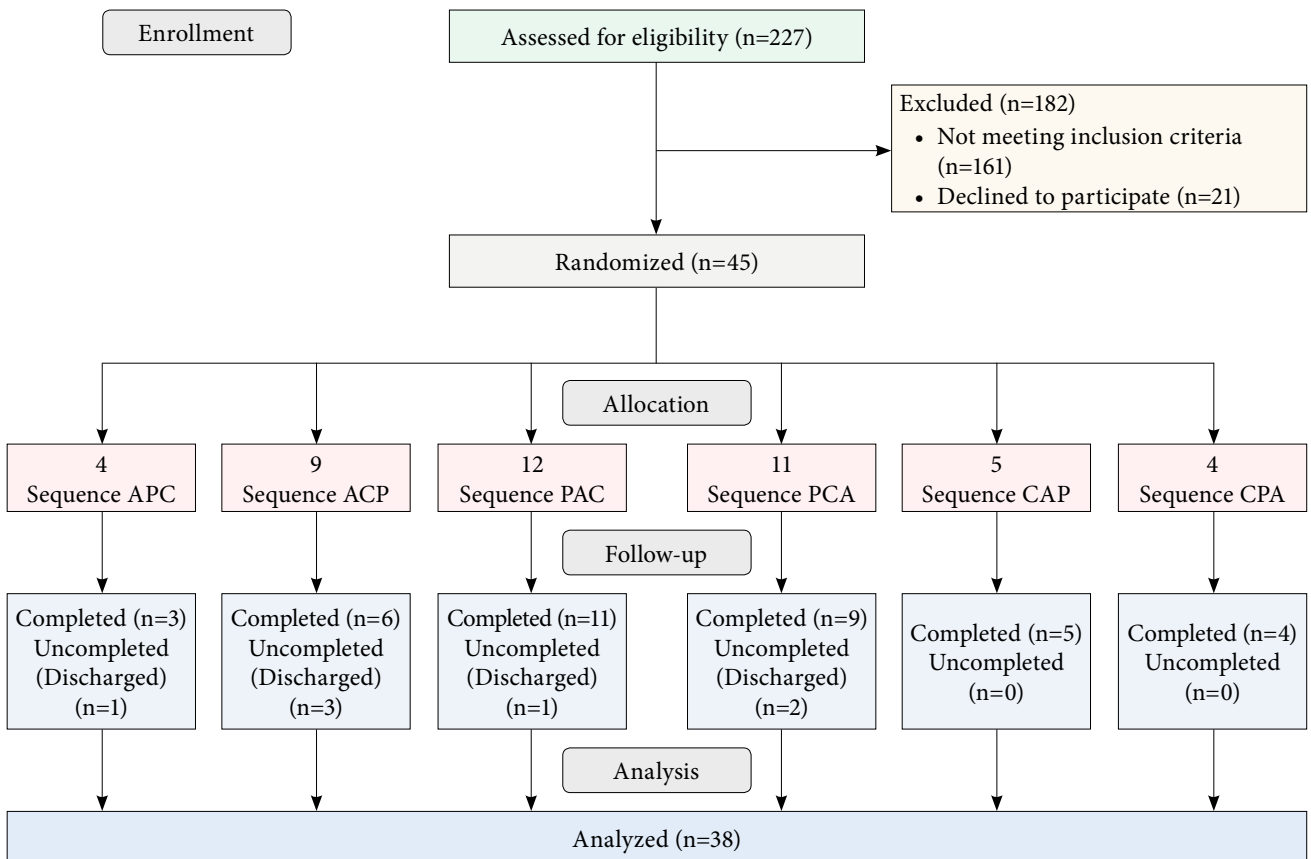 Enrollment
Assessed for eligibility (n=227)
Excluded (n=182)
• Not meeting inclusion criteria
(n=161)
• Declined to participate (n=21)
Randomized (n=45)
Allocation
4
Sequence APC
9
Sequence ACP
12
Sequence PAC
11
Sequence PCA
5
Sequence CAP
4
Sequence CPA
Follow-up
Completed (n=3)
Uncompleted
(Discharged)
(n=1)
Completed (n=6)
Uncompleted
(Discharged)
(n=3)
Completed (n=11)
Uncompleted
(Discharged)
(n=1)
Completed (n=9)
Uncompleted
(Discharged)
(n=2)
Completed (n=5)
Uncompleted
(n=0)
Completed (n=4)
Uncompleted
(n=0)
Analysis
Analyzed (n=38)